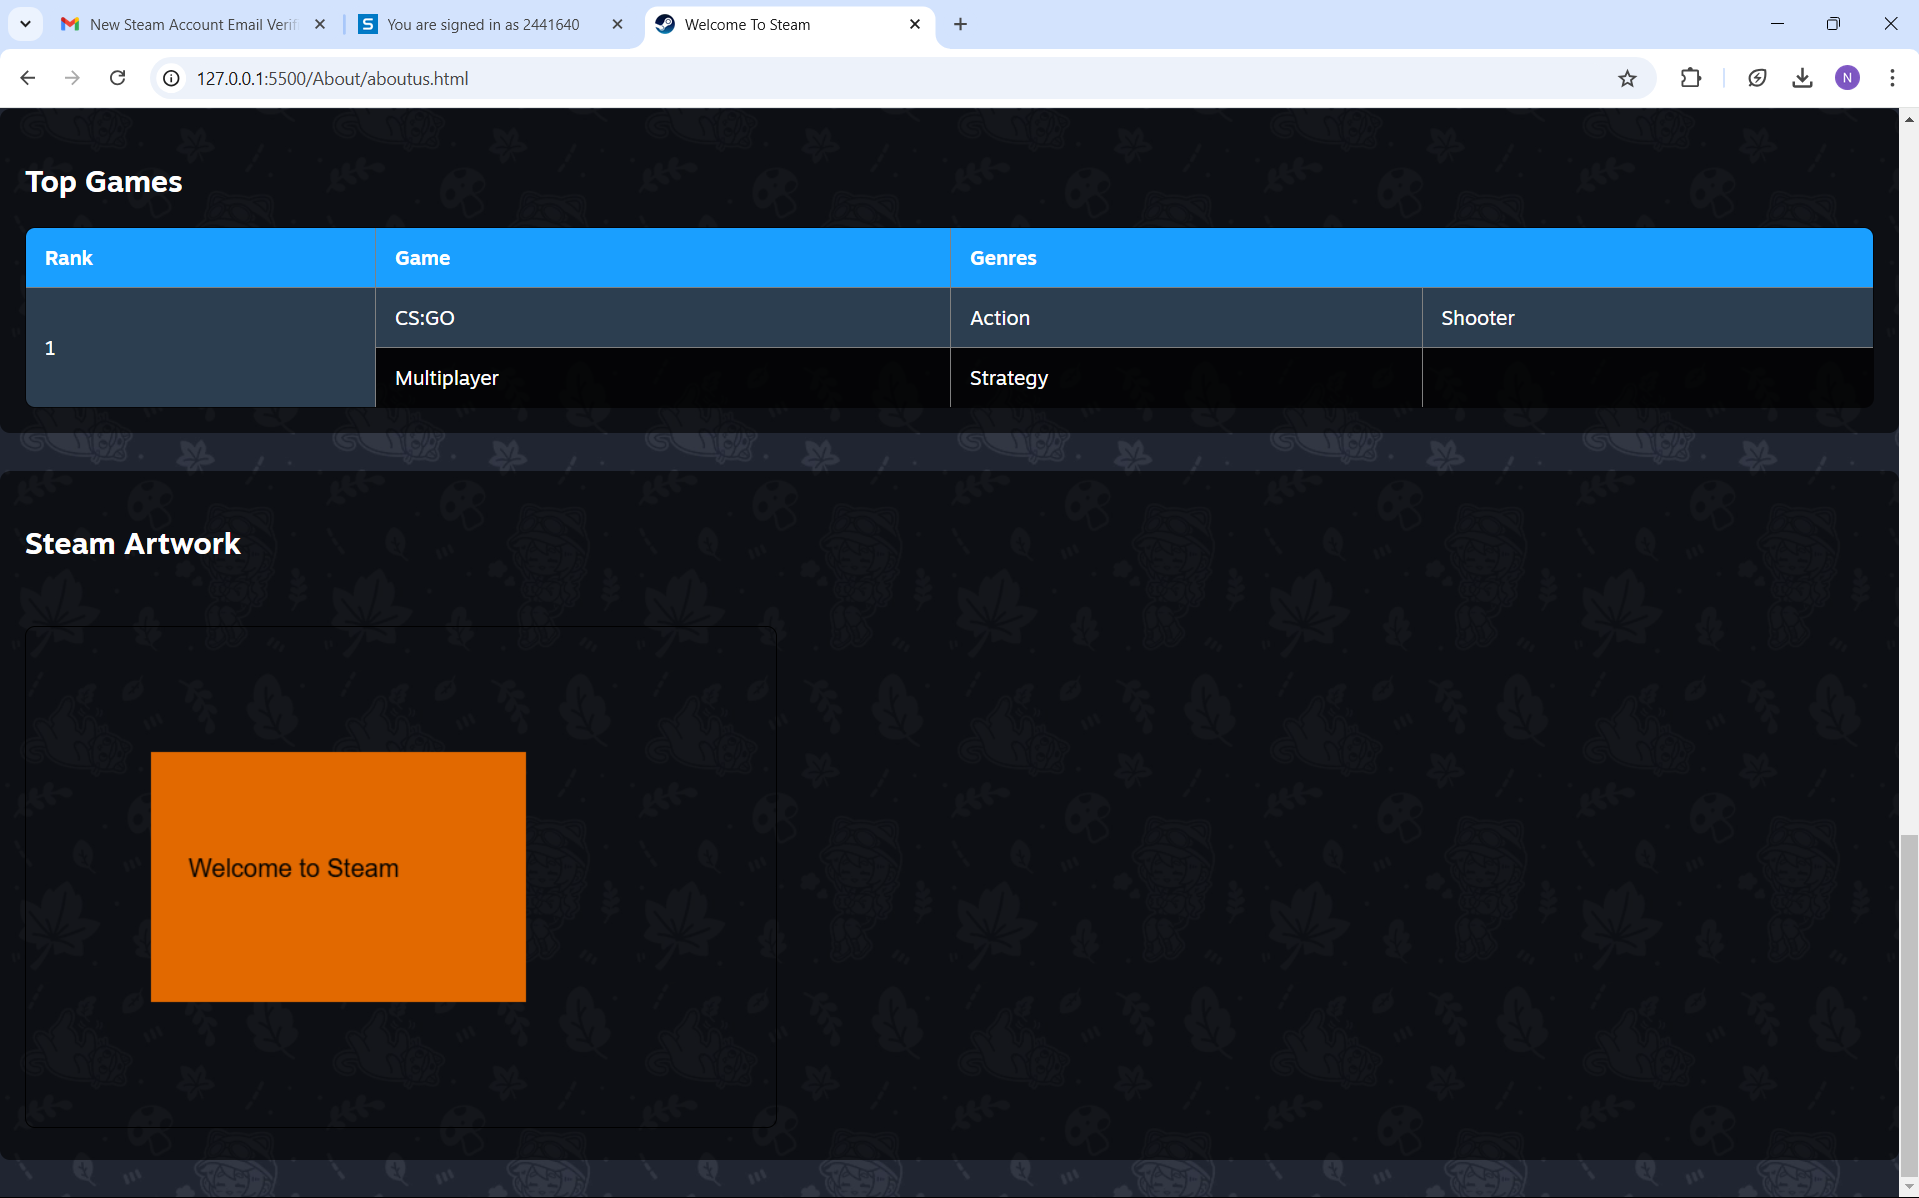 New Steam Account Email Verif
You are signed in as 2441640
Welcome To Steam
127.0.0.1:5500/About/aboutus.html
N
Top Games
Rank Game Genres
CS:GO Action Shooter
1
Multiplayer Strategy
Steam Artwork
Welcome to Steam